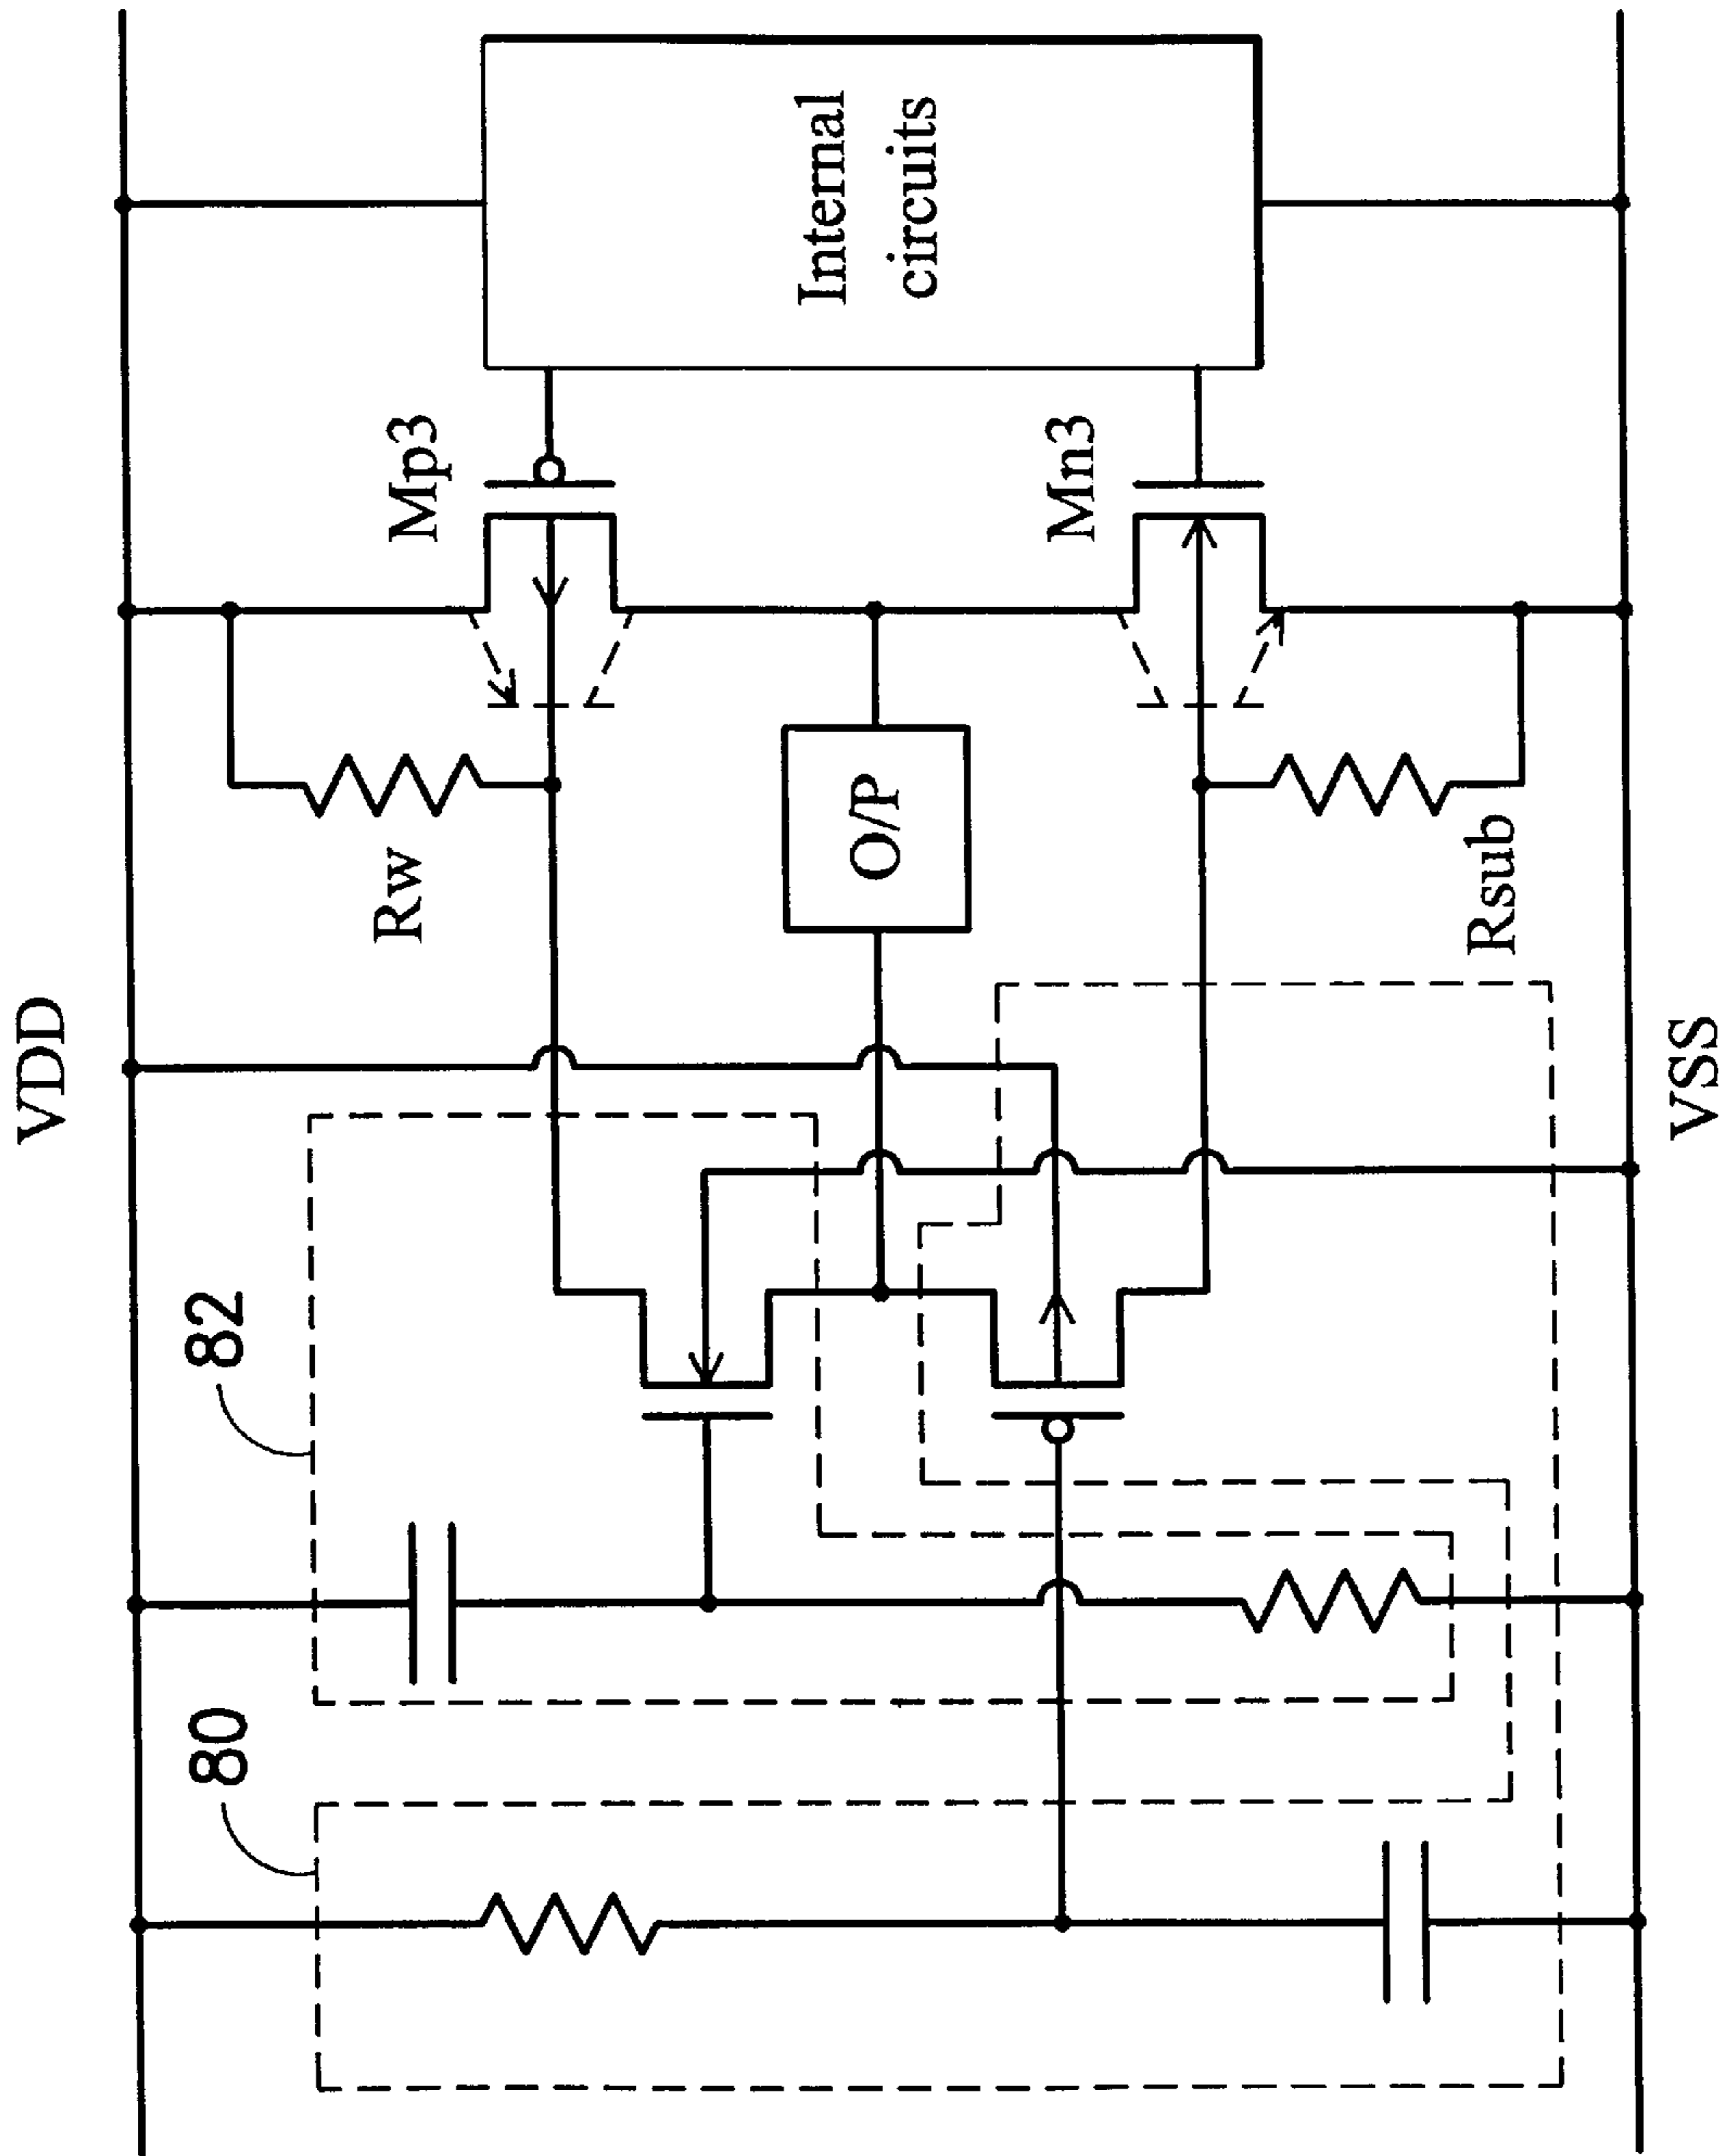 VDD
82
80
Rw
Mp3
Internal
circuits
O/P
Mn3
Rsub
VSS